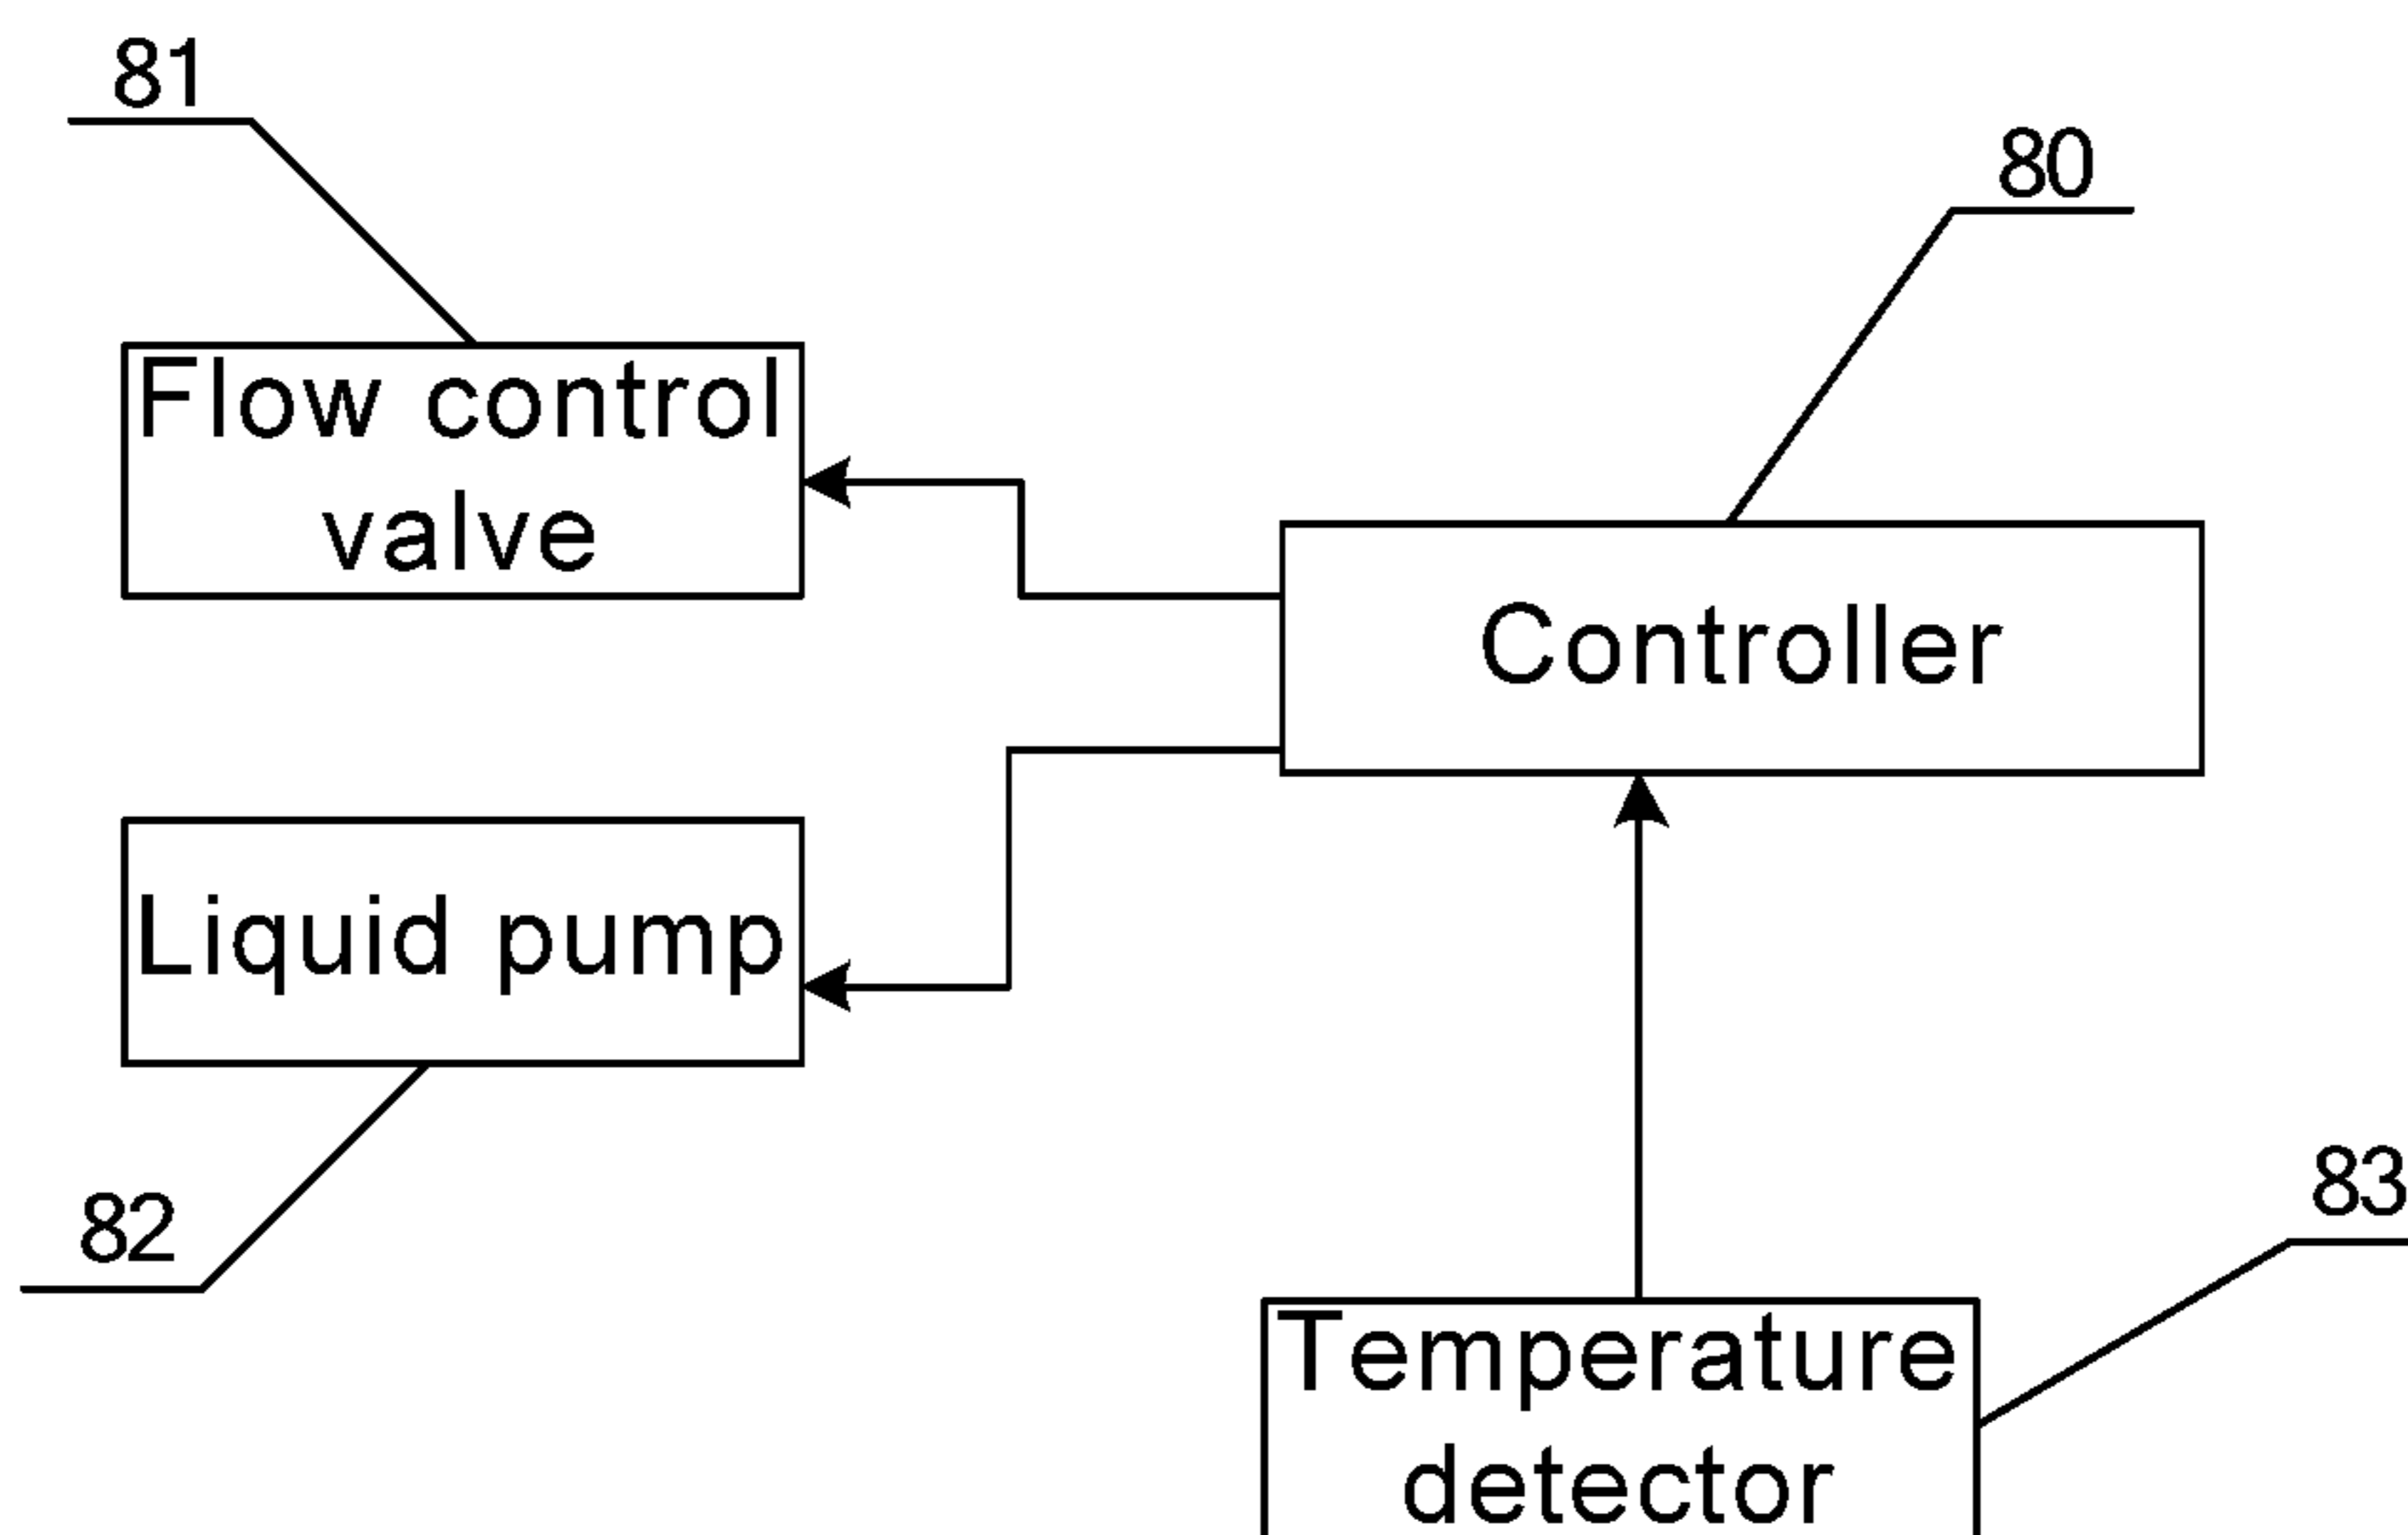 81
80
Flow control
valve
Controller
Liquid pump
82
83
Temperature
detector